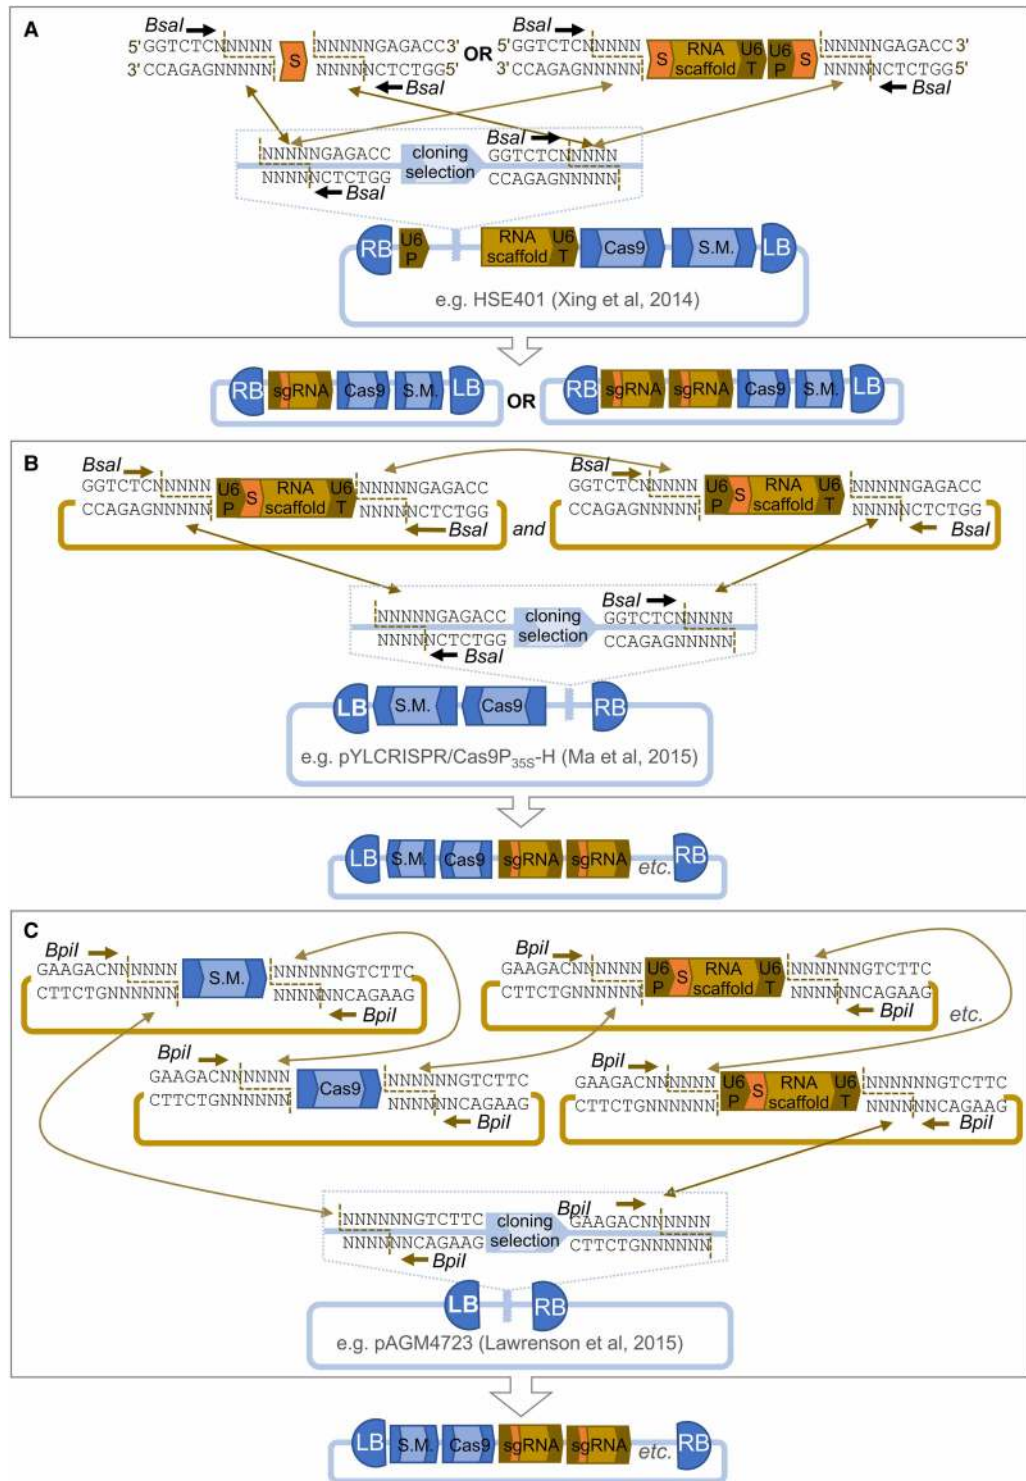 A
BsaI
5'GGTCTCNNNNN
3'CCAGAGNNNNN
S
NNNNNGAGACC3'
NNNNNCTCTGG5'
BsaI
OR
BsaI
5'GGTCTCNNNNN
3'CCAGAGNNNNN
S
RNA
scaffold
U6
T
U6
P
S
NNNNNGAGACC3'
NNNNNCTCTGG5'
BsaI
NNNNNGAGACC
NNNNNCTCTGG
BsaI
cloning
selection
BsaI
GGTCTCNNNNN
CCAGAGNNNNN
RB
U6
P
RNA
scaffold
U6
T
Cas9
S.M.
LB
e.g. HSE401 (Xing et al, 2014)
RB
sgRNA
Cas9
S.M.
LB
OR
RB
sgRNA
sgRNA
Cas9
S.M.
LB
B
BsaI
GGTCTCNNNNN
CCAGAGNNNNN
U6
P
S
RNA
scaffold
U6
T
NNNNNGAGACC
NNNNNCTCTGG
BsaI
and
BsaI
GGTCTCNNNNN
CCAGAGNNNNN
U6
P
S
RNA
scaffold
U6
T
NNNNNGAGACC
NNNNNCTCTGG
BsaI
NNNNNGAGACC
NNNNNCTCTGG
BsaI
cloning
selection
BsaI
GGTCTCNNNNN
CCAGAGNNNNN
LB
S.M.
Cas9
RB
e.g. pYLCRISPR/Cas9P35S-H (Ma et al, 2015)
LB
S.M.
Cas9
sgRNA
sgRNA
etc.
RB
C
BpiI
GAAGACNNNNNN
CTTCTGNNNNNN
S.M.
NNNNNNGTCTTC
NNNNNNCAGAAG
BpiI
BpiI
GAAGACNNNNNN
CTTCTGNNNNNN
U6
P
S
RNA
scaffold
U6
T
NNNNNNGTCTTC
NNNNNNCAGAAG
BpiI
etc.
BpiI
GAAGACNNNNNN
CTTCTGNNNNNN
Cas9
NNNNNNGTCTTC
NNNNNNCAGAAG
BpiI
BpiI
GAAGACNNNNNN
CTTCTGNNNNNN
U6
P
S
RNA
scaffold
U6
T
NNNNNNGTCTTC
NNNNNNCAGAAG
BpiI
NNNNNNGTCTTC
NNNNNNCAGAAG
BpiI
cloning
selection
BpiI
GAAGACNNNNNN
CTTCTGNNNNNN
LB
RB
e.g. pAGM4723 (Lawrenson et al, 2015)
LB
S.M.
Cas9
sgRNA
sgRNA
etc.
RB